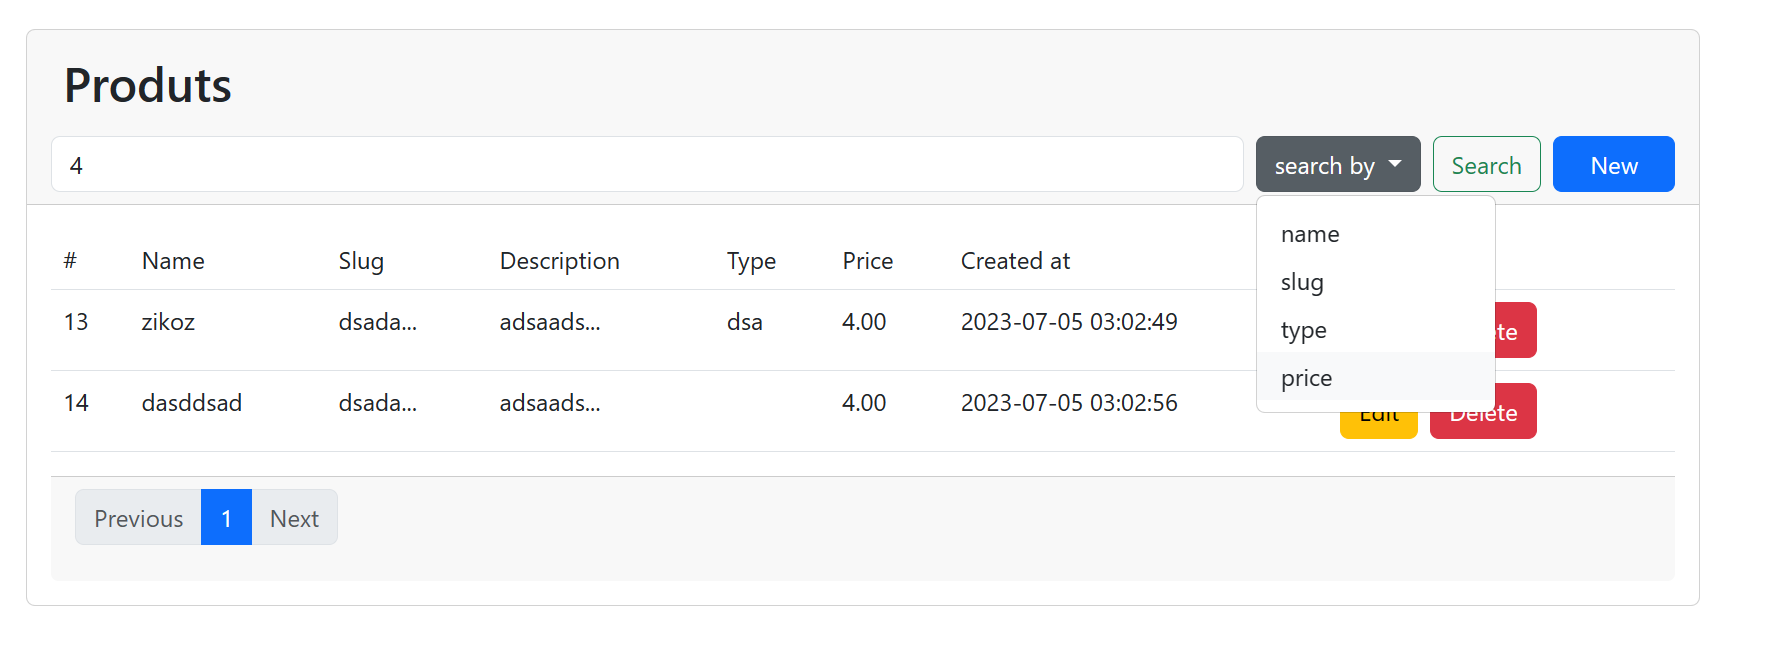 Produts
4 search by Search New
name
slug
type
price
# Name Slug Description Type Price Created at
13 zikoz dsada... adsaads... dsa 4.00 2023-07-05 03:02:49
14 dasddsad dsada... adsaads... 4.00 2023-07-05 03:02:56 Edit Delete
Previous 1 Next